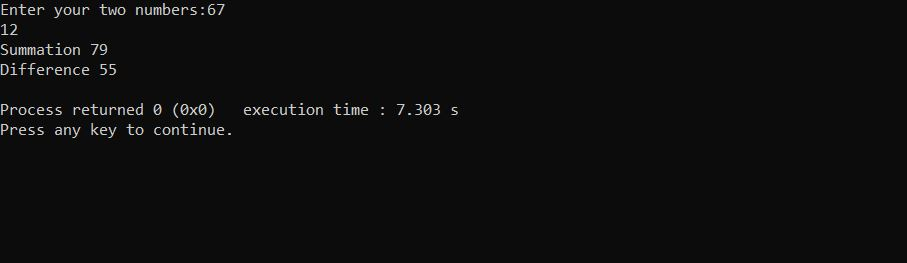 Enter your two numbers:67
12
Summation 79
Difference 55
Process returned 0 (0x0)   execution time : 7.303 s
Press any key to continue.